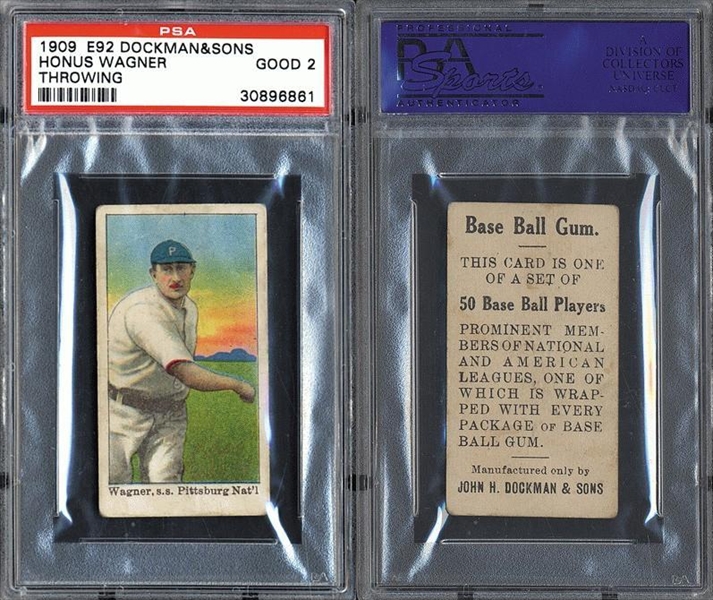 PSA
1909 E92 DOCKMAN&SONS
HONUS WAGNER GOOD 2
THROWING
30896861
P
Wagner, s.s. Pittsburg Nat'l
PROFESSIONAL
PSA
Sports
AUTHENTICATOR
A
DIVISION OF
COLLECTORS
UNIVERSE
Base Ball Gum.
THIS CARD IS ONE
OF A SET OF
50 Base Ball Players
PROMINENT MEM-
BERS OF NATIONAL
AND AMERICAN
LEAGUES, ONE OF
WHICH IS WRAP-
PED WITH EVERY
PACKAGE OF BASE
BALL GUM.
Manufactured only by
JOHN H. DOCKMAN & SONS